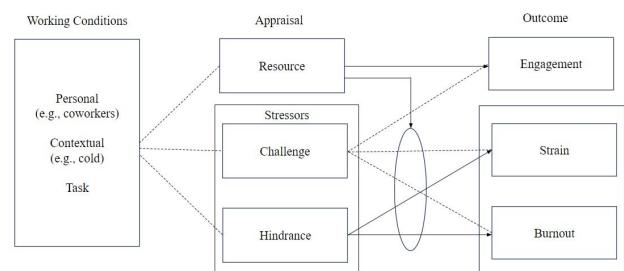 Working Conditions
Appraisal
Outcome
Personal
(e.g., coworkers)
Contextual
(e.g., cold)
Task
Resource
Stressors
Challenge
Hindrance
Engagement
Strain
Burnout